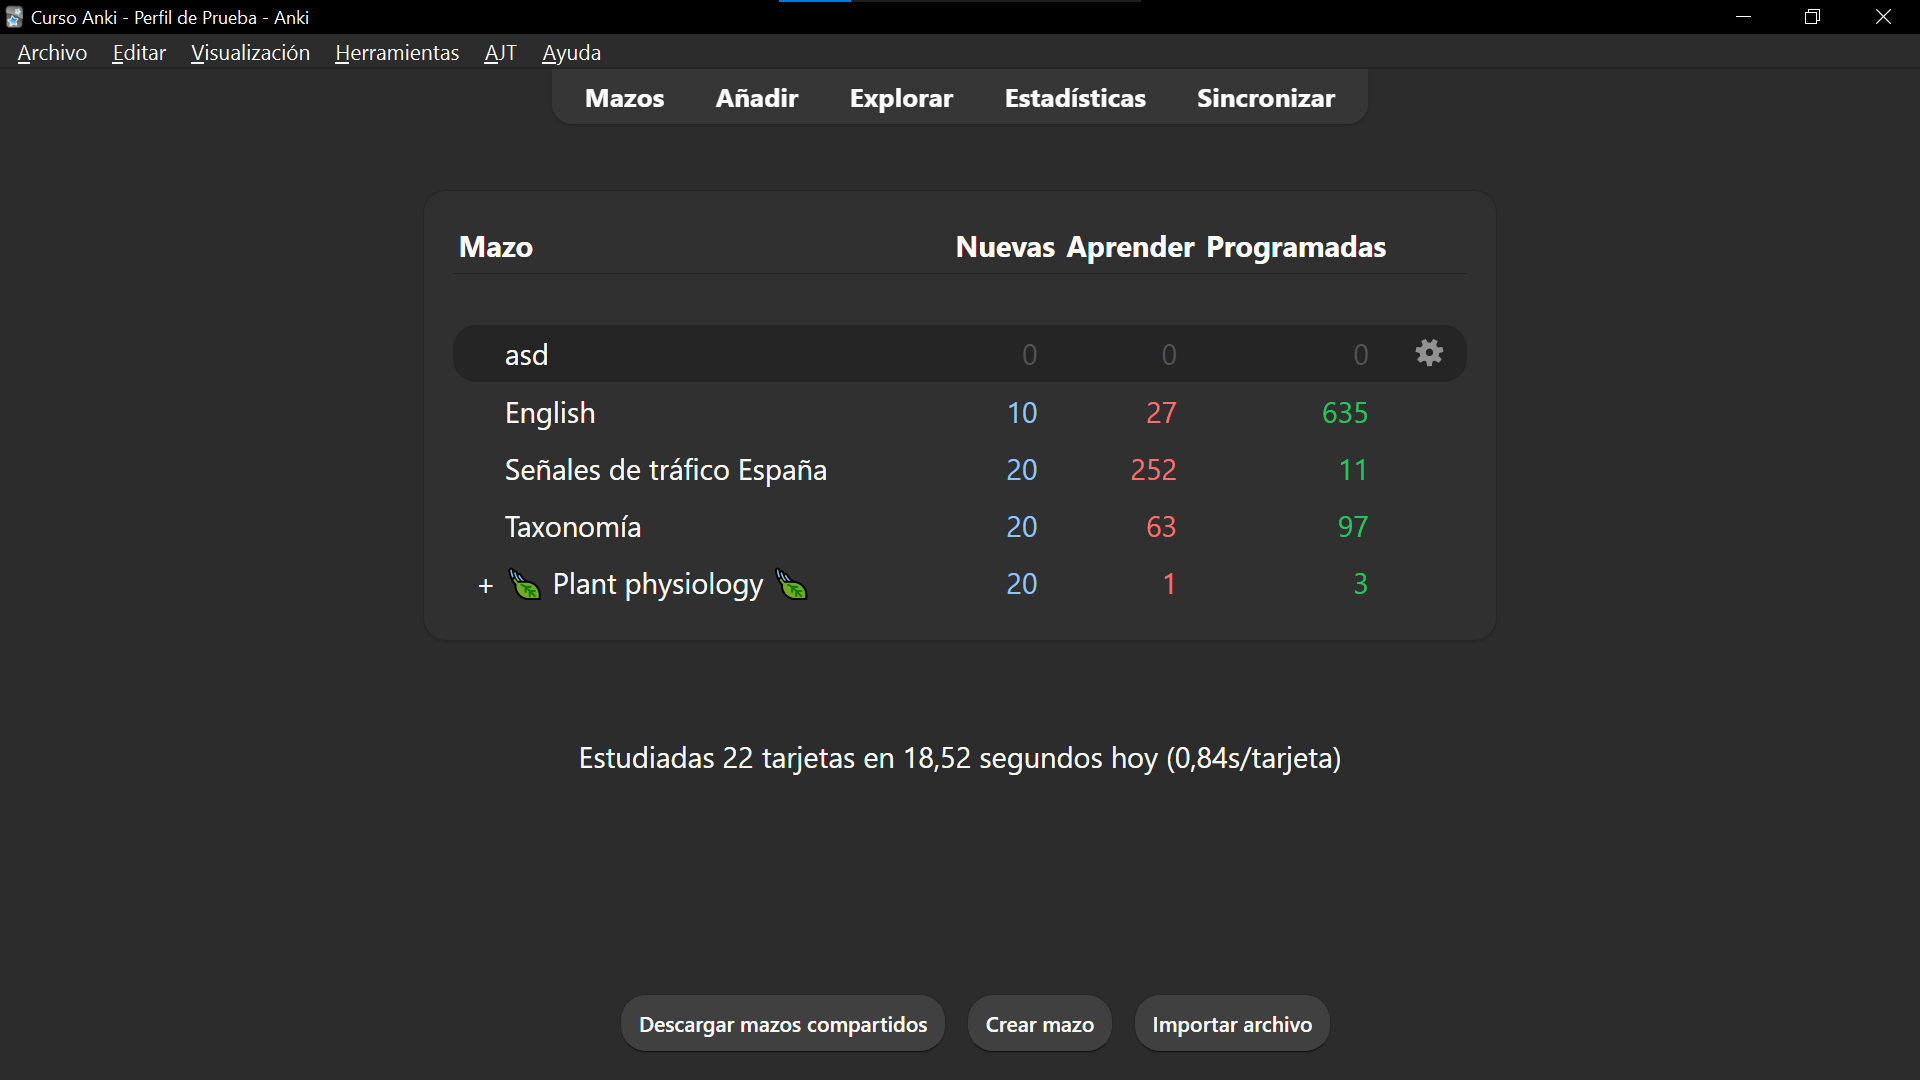 Curso Anki - Perfil de Prueba - Anki
Archivo Editar Visualización Herramientas AJT Ayuda
Mazos Añadir Explorar Estadísticas Sincronizar
Mazo Nuevas Aprender Programadas
asd 0 0 0
English 10 27 635
Señales de tráfico España 20 252 11
Taxonomía 20 63 97
+ Plant physiology 20 1 3
Estudiadas 22 tarjetas en 18,52 segundos hoy (0,84s/tarjeta)
Descargar mazos compartidos Crear mazo Importar archivo